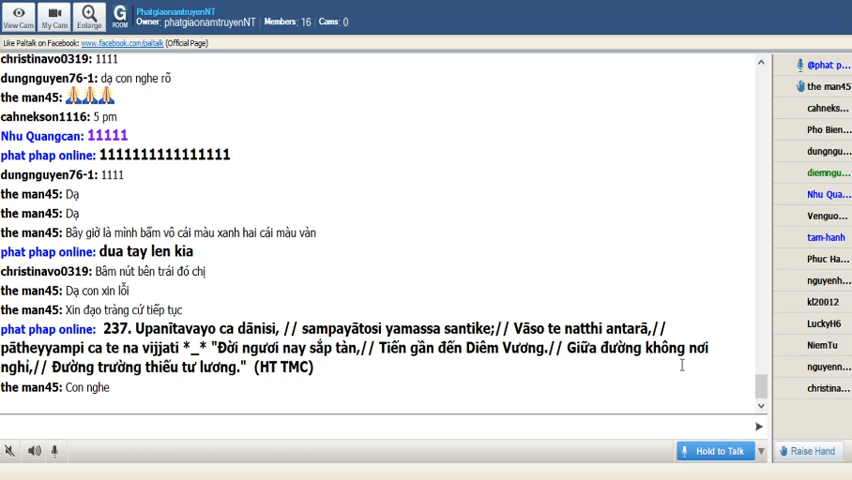 PhatgiaonamtruyenNT
Owner: phatgiaonamtruyenNT Members: 16 Cams: 0
View Cam My Cam Enlarge G ROOM
Like Paltalk on Facebook: www.facebook.com/paltalk (Official Page)
christinavo0319: 1111
dungnguyen76-1: dạ con nghe rõ
the man45:
cahnekson1116: 5 pm
Nhu Quangcan: 11111
phat phap online: 1111111111111111
dungnguyen76-1: 1111
the man45: Dạ
the man45: Dạ
the man45: Bây giờ là mình bấm vô cái màu xanh hai cái màu vàn
phat phap online: dua tay len kia
christinavo0319: Bâm nút bên trái đó chị
the man45: Dạ con xin lỗi
the man45: Xin đạo tràng cứ tiếp tục
phat phap online: 237. Upanītavayo ca dānisi, // sampayātosi yamassa santike;// Vāso te natthi antarā,//
pātheyyampi ca te na vijjati *_* "Đời ngươi nay sắp tàn,// Tiến gần đến Diêm Vương.// Giữa đường không nơi
nghỉ,// Đường trường thiếu tư lương." (HT TMC)
the man45: Con nghe
@phat p...
the man45
cahneks...
Pho Bien...
dungngu...
diemngu...
Nhu Qua...
Venguo...
tam-hanh
Phuc Ha...
nguyenh...
kl20012
LuckyH6
NiemTu
nguyenn...
christina...
Hold to Talk
Raise Hand